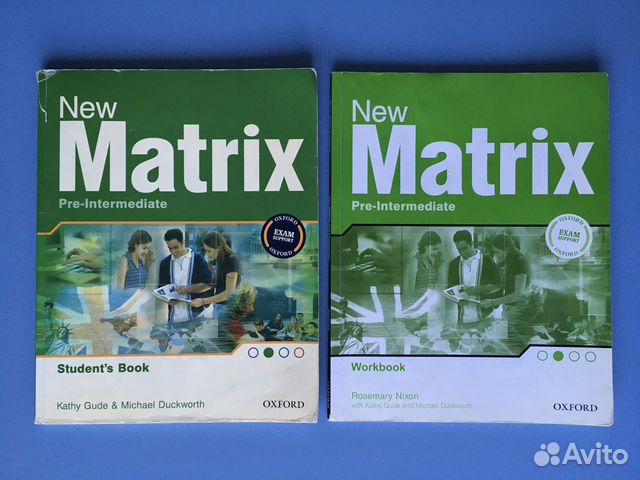 New
Matrix
Pre-Intermediate
OXFORD
EXAM
SUPPORT
OXFORD
Student's Book
Kathy Gude & Michael Duckworth
OXFORD
New
Matrix
Pre-Intermediate
OXFORD
EXAM
SUPPORT
OXFORD
Workbook
Rosemary Nixon
with Kathy Gude and Michael Duckworth
OXFORD
Avito